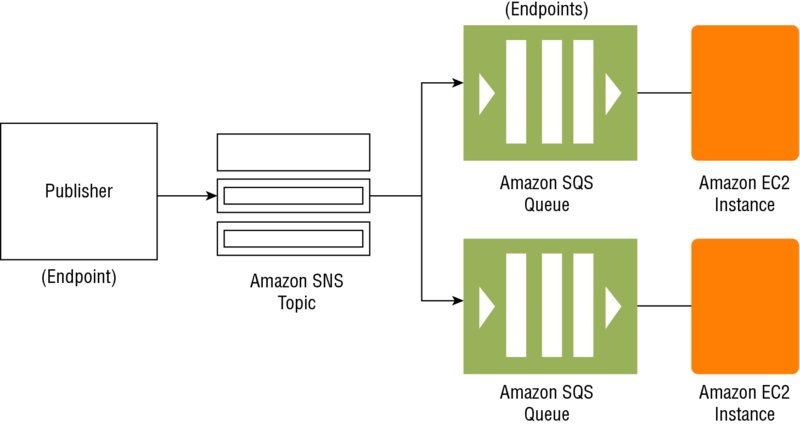 (Endpoints)
Publisher
(Endpoint)
Amazon SNS
Topic
Amazon SQS
Queue
Amazon EC2
Instance
Amazon SQS
Queue
Amazon EC2
Instance